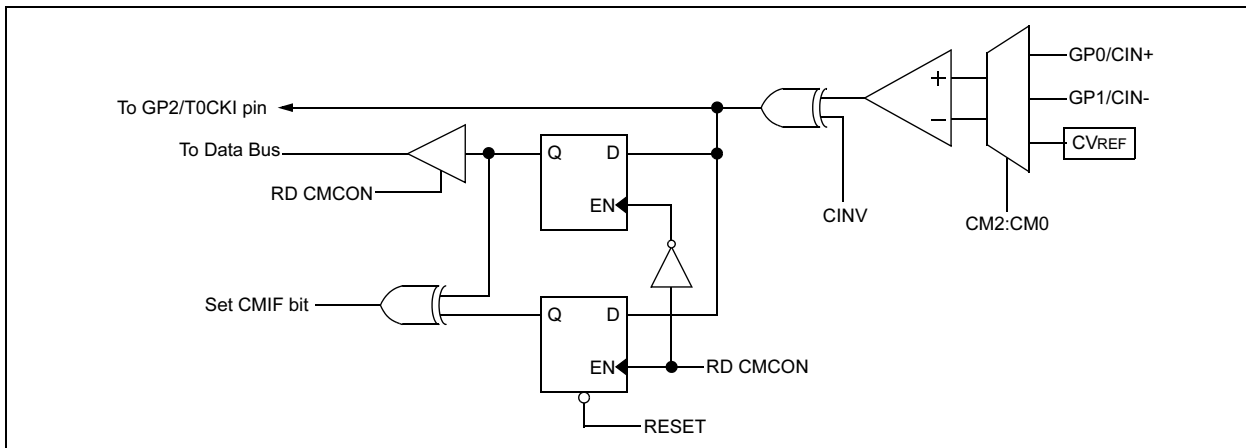 GP0/CIN+
+
To GP2/T0CKI pin
GP1/CIN-
−
To Data Bus
Q D
CVREF
RD CMCON
EN
CINV
CM2:CM0
Set CMIF bit
Q D
EN
RD CMCON
RESET